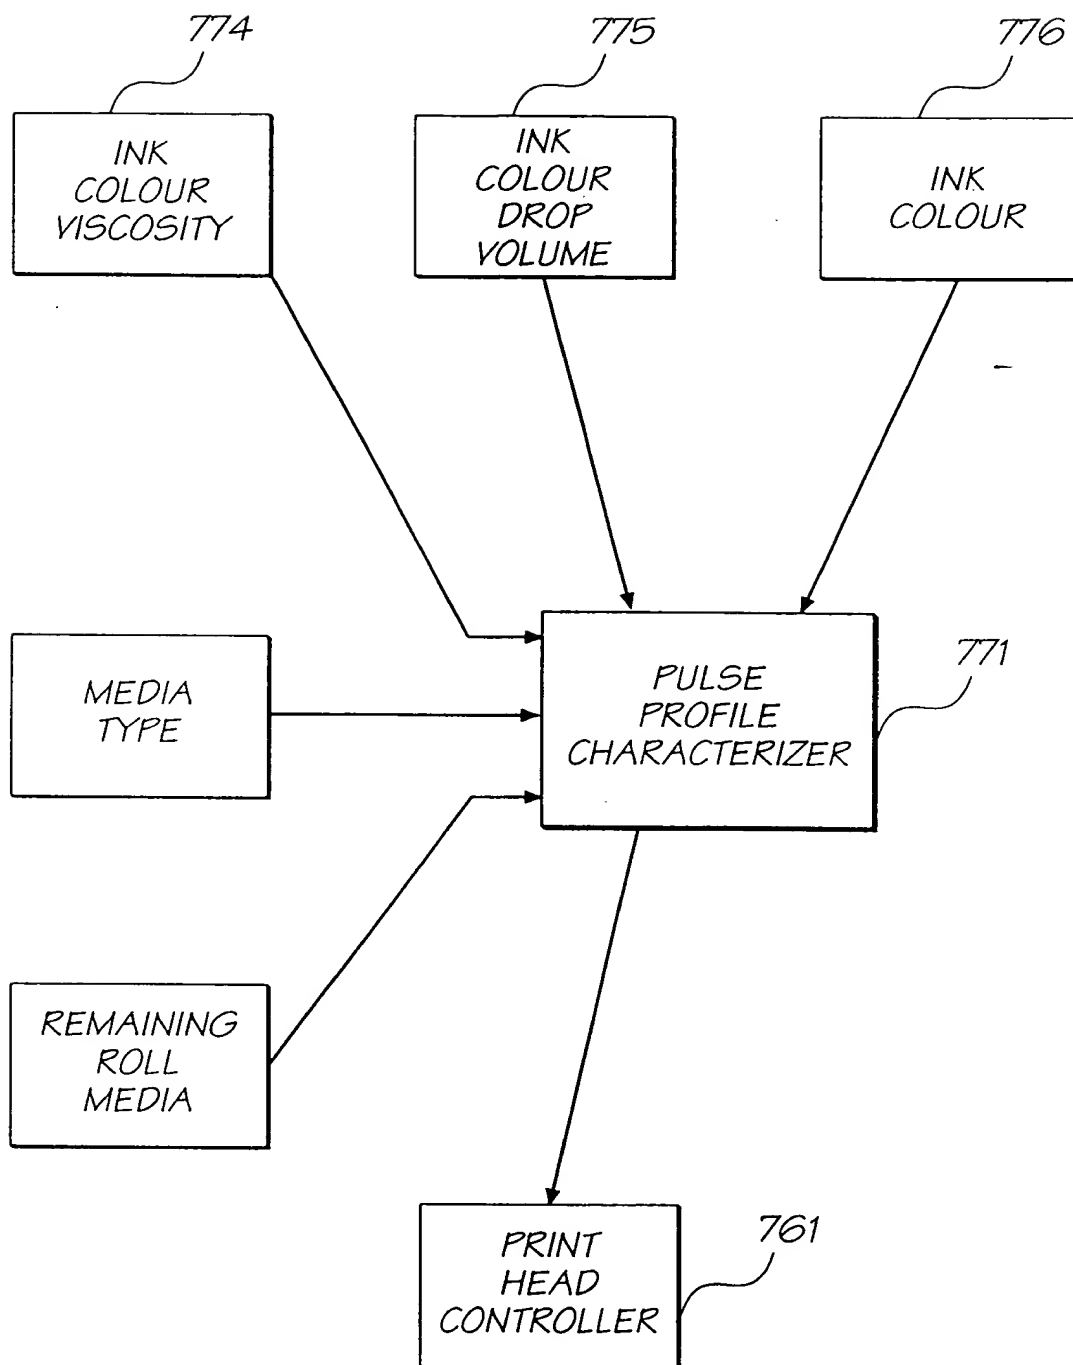 774
775
776
INK
COLOUR
VISCOSITY
INK
COLOUR
DROP
VOLUME
INK
COLOUR
MEDIA
TYPE
PULSE
PROFILE
CHARACTERIZER
771
REMAINING
ROLL
MEDIA
PRINT
HEAD
CONTROLLER
761